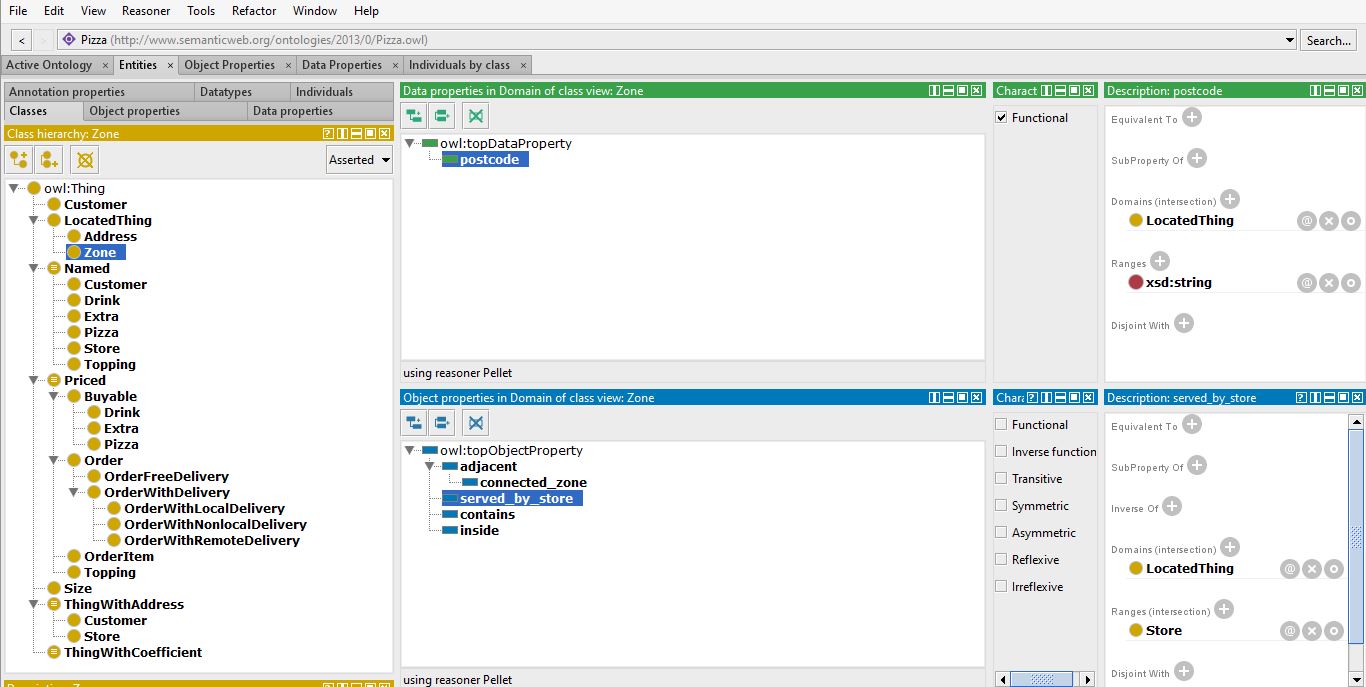 File Edit View Reasoner Tools Refactor Window Help
< > Pizza (http://www.semanticweb.org/ontologies/2013/0/Pizza.owl) Search...
Active Ontology × Entities × Object Properties × Data Properties × Individuals by class ×
Annotation properties Datatypes Individuals
Classes Object properties Data properties
Class hierarchy: Zone
Asserted
owl:Thing
Customer
LocatedThing
Address
Zone
Named
Customer
Drink
Extra
Pizza
Store
Topping
Priced
Buyable
Drink
Extra
Pizza
Order
OrderFreeDelivery
OrderWithDelivery
OrderWithLocalDelivery
OrderWithNonlocalDelivery
OrderWithRemoteDelivery
OrderItem
Topping
Size
ThingWithAddress
Customer
Store
ThingWithCoefficient
Data properties in Domain of class view: Zone
owl:topDataProperty
postcode
using reasoner Pellet
Charact
Functional
Description: postcode
Equivalent To
SubProperty Of
Domains (intersection)
LocatedThing
Ranges
xsd:string
Disjoint With
Object properties in Domain of class view: Zone
owl:topObjectProperty
adjacent
connected_zone
served_by_store
contains
inside
using reasoner Pellet
Chara
Functional
Inverse function
Transitive
Symmetric
Asymmetric
Reflexive
Irreflexive
Description: served_by_store
Equivalent To
SubProperty Of
Inverse Of
Domains (intersection)
LocatedThing
Ranges (intersection)
Store
Disjoint With